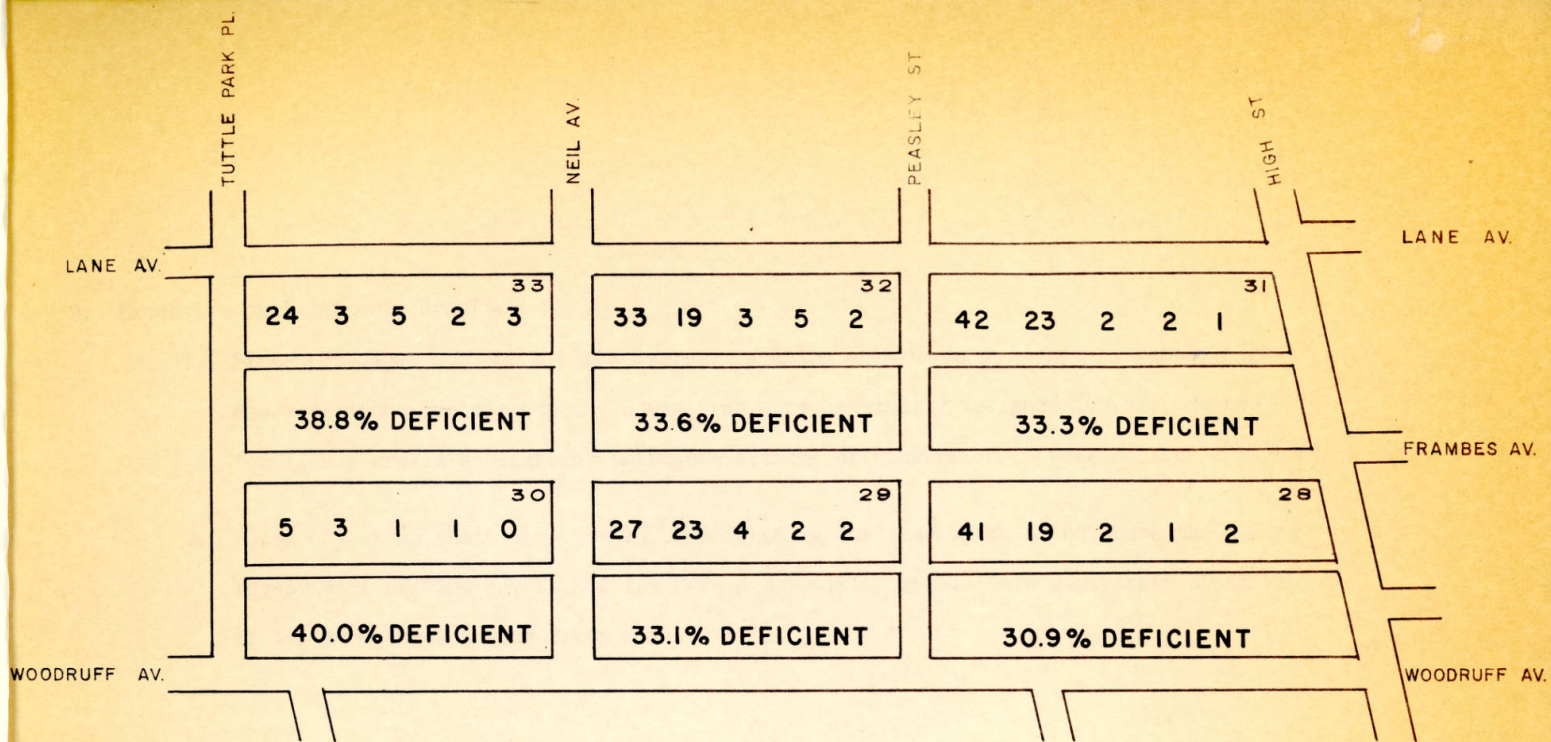 TUTTLE PARK PL.
NEIL AV.
PEASLEY ST
HIGH ST
LANE AV.
LANE AV.
33
24 3 5 2 3
32
33 19 3 5 2
31
42 23 2 2 1
38.8% DEFICIENT
33.6% DEFICIENT
33.3% DEFICIENT
FRAMBES AV.
30
5 3 1 1 0
29
27 23 4 2 2
28
41 19 2 1 2
40.0% DEFICIENT
33.1% DEFICIENT
30.9% DEFICIENT
WOODRUFF AV.
WOODRUFF AV.